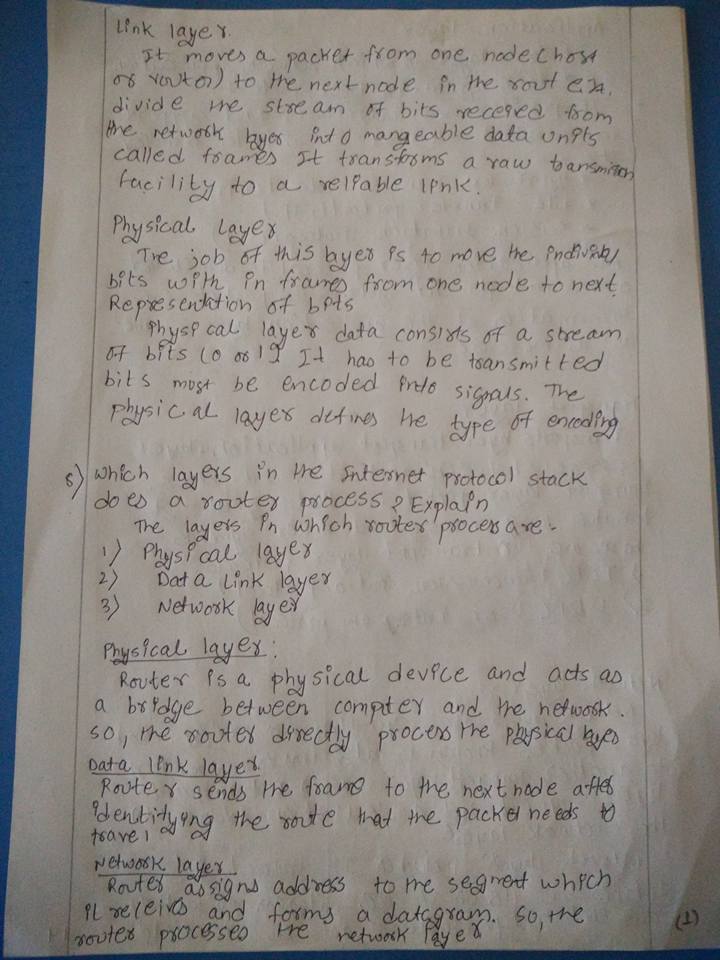 Link layer.
It moves a packet from one node (host
or router) to the next node in the route
divide the stream of bits received from
the network layer into mangeable data units
called frames It transforms a raw transmission
facility to a reliable link.
Physical Layer
The job of this layer is to move the individual
bits with in frames from one node to next
Representation of bits
Physical layer data consists of a stream
of bits (0 or 1) It has to be transmitted
bits must be encoded into signals. The
physical layer defines the type of encoding
5) Which layers in the Internet protocol stack
does a router process? Explain
The layers in which router process are -
1) Physical layer
2) Data Link layer
3) Network layer
Physical layer:
Router is a physical device and acts as
a bridge between computer and the network.
so, the router directly process the physical layer
Data link layer
Router sends the frame to the next node after
identifying the route that the packet needs to
travel
Network layer
Router assigns address to the segment which
it receives and forms a datagram. So, the
router processes the network layer
(2)